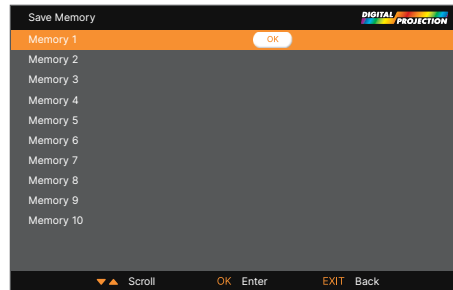 Save Memory
DIGITAL PROJECTION
Memory 1 OK
Memory 2
Memory 3
Memory 4
Memory 5
Memory 6
Memory 7
Memory 8
Memory 9
Memory 10
Scroll OK Enter EXIT Back